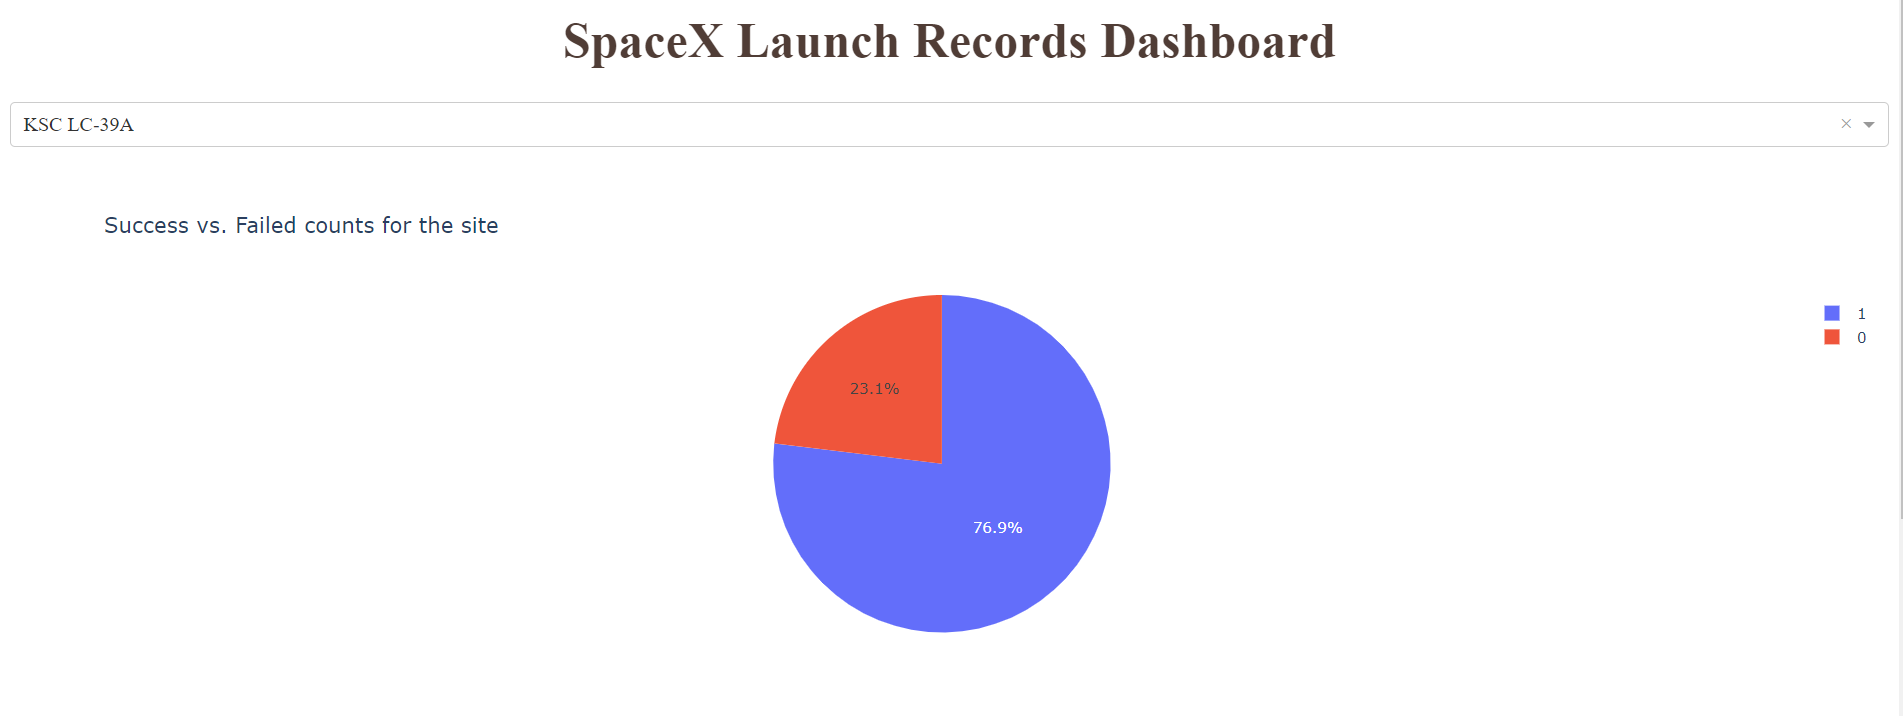 SpaceX Launch Records Dashboard
KSC LC-39A
×
Success vs. Failed counts for the site
1
0
23.1%
76.9%